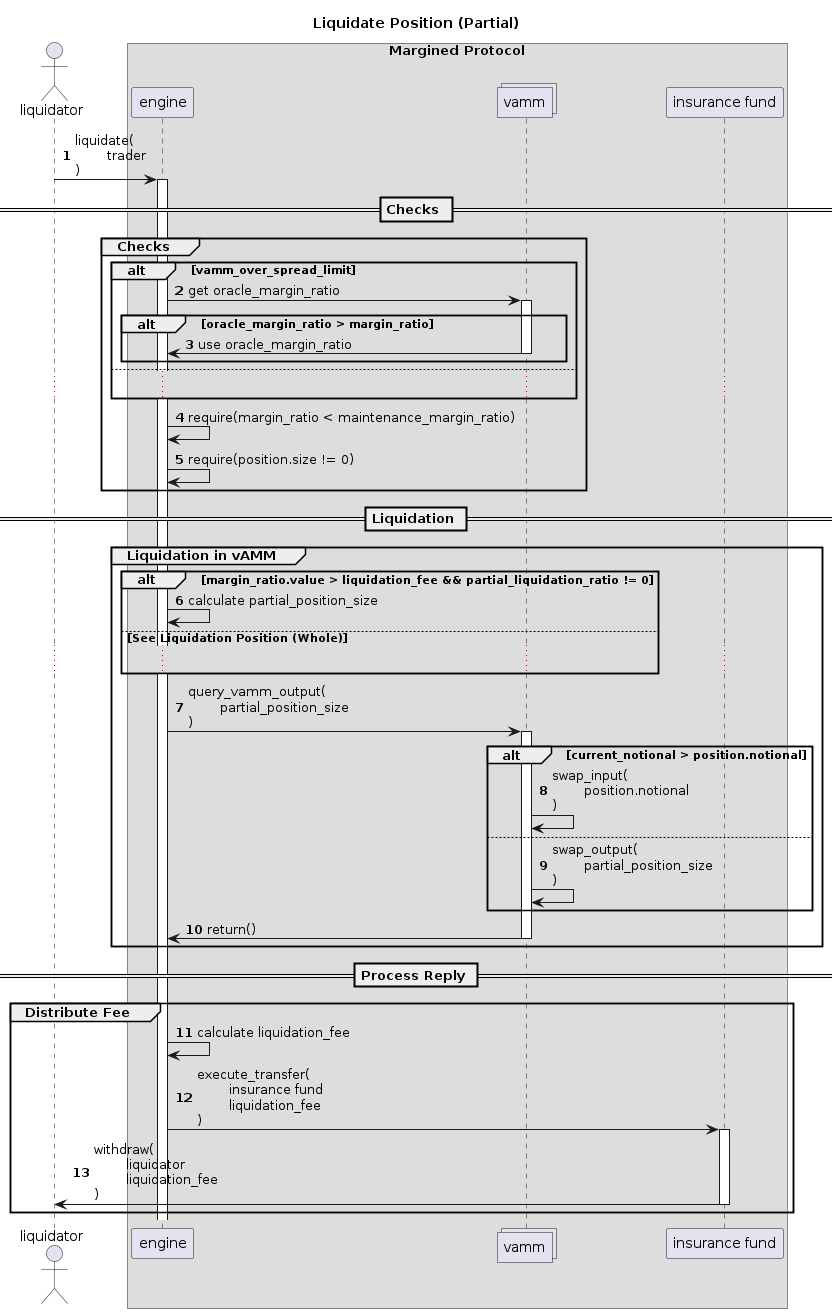 Liquidate Position (Partial)
Margined Protocol
liquidator
engine
vamm
insurance fund
liquidate(
1 trader
)
Checks
Checks
alt [vamm_over_spread_limit]
2 get oracle_margin_ratio
alt [oracle_margin_ratio > margin_ratio]
3 use oracle_margin_ratio
4 require(margin_ratio < maintenance_margin_ratio)
5 require(position.size != 0)
Liquidation
Liquidation in vAMM
alt [margin_ratio.value > liquidation_fee && partial_liquidation_ratio != 0]
6 calculate partial_position_size
[See Liquidation Position (Whole)]
query_vamm_output(
7 partial_position_size
)
alt [current_notional > position.notional]
swap_input(
8 position.notional
)
swap_output(
9 partial_position_size
)
10 return()
Process Reply
Distribute Fee
11 calculate liquidation_fee
execute_transfer(
insurance fund
12
liquidation_fee
)
withdraw(
liquidator
13
liquidation_fee
)
liquidator
engine
vamm
insurance fund